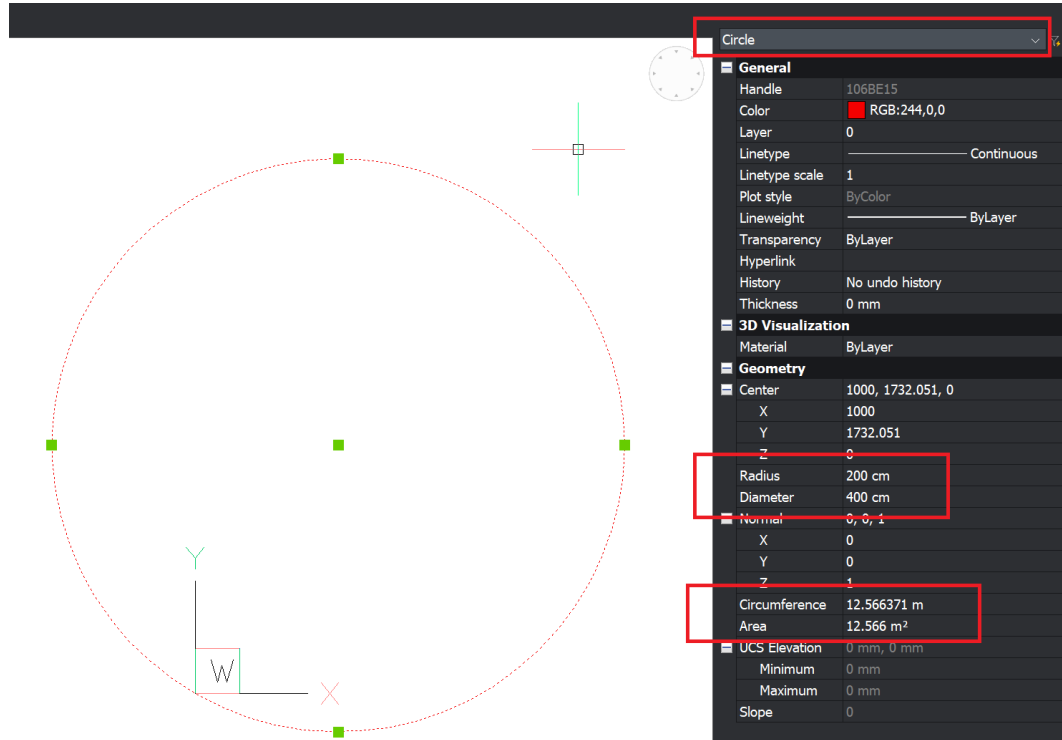 Circle
General
Handle 106BE15
Color RGB:244,0,0
Layer 0
Linetype Continuous
Linetype scale 1
Plot style ByColor
Lineweight ByLayer
Transparency ByLayer
Hyperlink
History No undo history
Thickness 0 mm
3D Visualization
Material ByLayer
Geometry
Center 1000, 1732.051, 0
X 1000
Y 1732.051
Z 0
Radius 200 cm
Diameter 400 cm
Normal 0, 0, 1
X 0
Y 0
Z 1
Circumference 12.566371 m
Area 12.566 m²
UCS Elevation 0 mm, 0 mm
Minimum 0 mm
Maximum 0 mm
Slope 0
Y
W
X